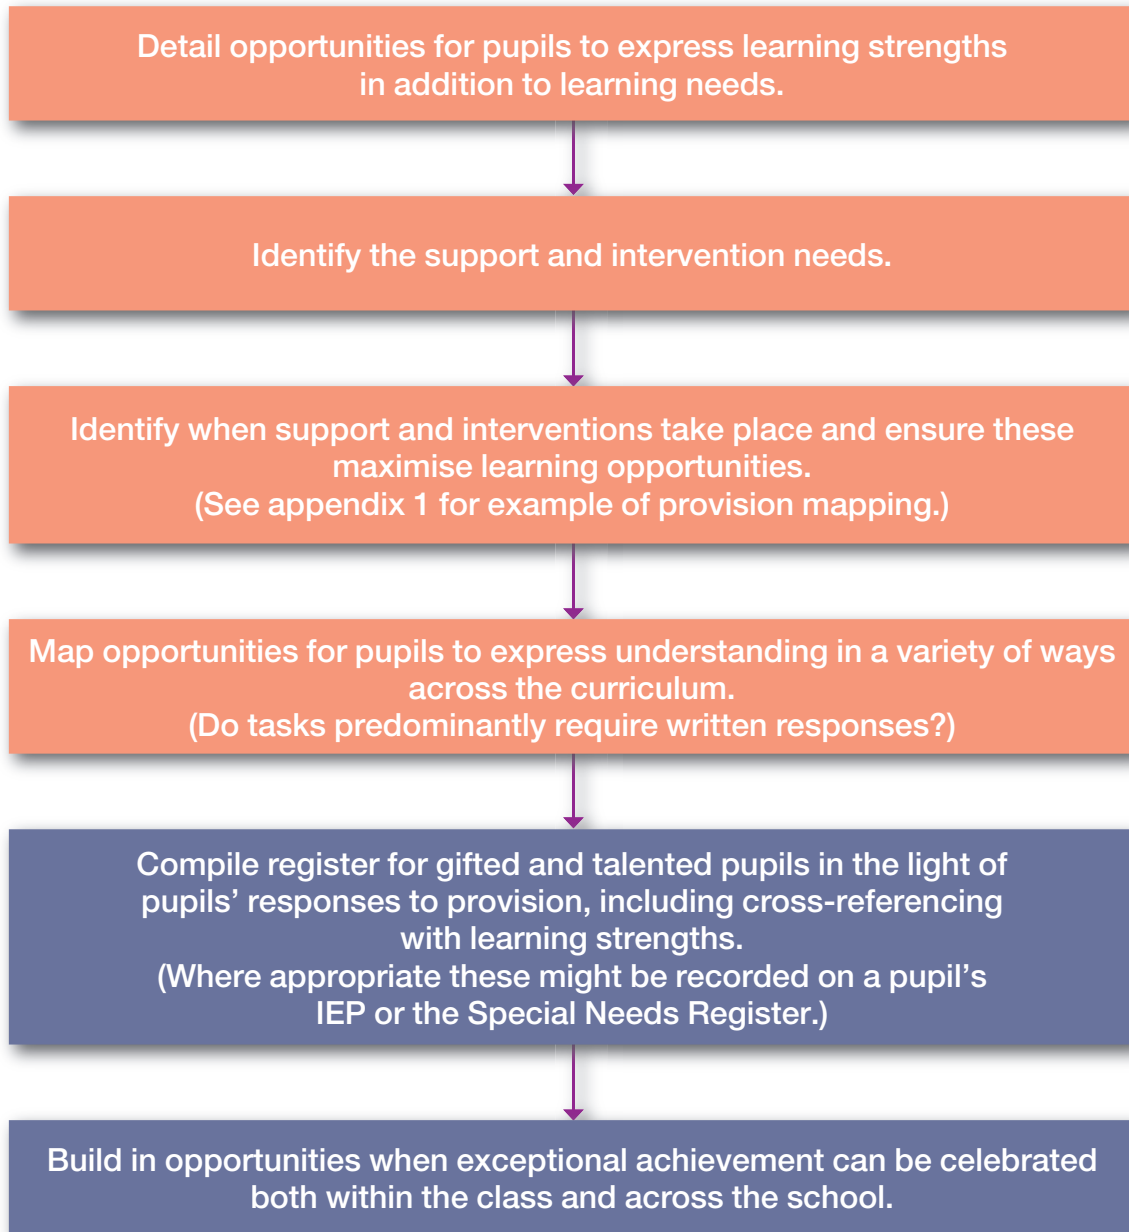 Detail opportunities for pupils to express learning strengths
in addition to learning needs.
Identify the support and intervention needs.
Identify when support and interventions take place and ensure these
maximise learning opportunities.
(See appendix 1 for example of provision mapping.)
Map opportunities for pupils to express understanding in a variety of ways
across the curriculum.
(Do tasks predominantly require written responses?)
Compile register for gifted and talented pupils in the light of
pupils’ responses to provision, including cross-referencing
with learning strengths.
(Where appropriate these might be recorded on a pupil’s
IEP or the Special Needs Register.)
Build in opportunities when exceptional achievement can be celebrated
both within the class and across the school.